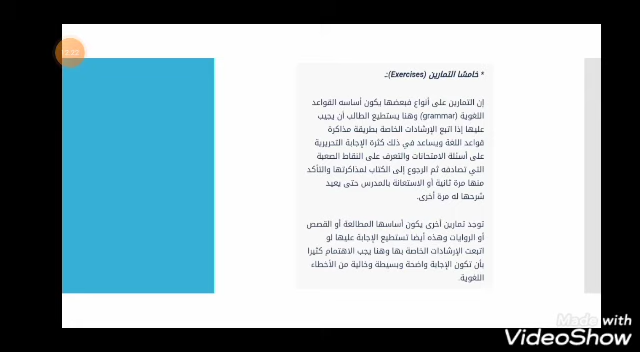 * خامسًا التمارين (Exercises):ـ
إن التمارين على أنواع فبعضها يكون أساسه القواعد
اللغوية (grammar) وهنا يستطيع الطالب أن يجيب
عليها إذا اتبع الإرشادات الخاصة بطريقة مذاكرة
قواعد اللغة ويساعد في ذلك كثرة الإجابة التحريرية
على أسئلة الامتحانات والتعرف على النقاط الصعبة
التي تصادفه ثم الرجوع إلى الكتاب لمذاكرتها والتأكد
منها مرة ثانية أو الاستعانة بالمدرس حتى يعيد
شرحها له مرة أخرى.
توجد تمارين أخرى يكون أساسها المطالعة أو القصص
أو الروايات وهذه أيضا تستطيع الإجابة عليها لو
اتبعت الإرشادات الخاصة بها وهنا يجب الاهتمام كثيرا
بأن تكون الإجابة واضحة وبسيطة وخالية من الأخطاء
اللغوية.
Made with
VideoShow